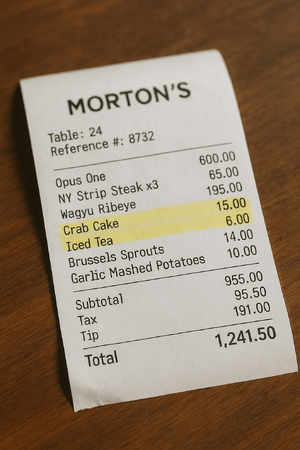 MORTON'S
Table: 24
Reference #: 8732
Opus One 600.00
NY Strip Steak x3 65.00
Wagyu Ribeye 195.00
Crab Cake 15.00
Iced Tea 6.00
Brussels Sprouts 14.00
Garlic Mashed Potatoes 10.00
Subtotal 955.00
Tax 95.50
Tip 191.00
Total 1,241.50